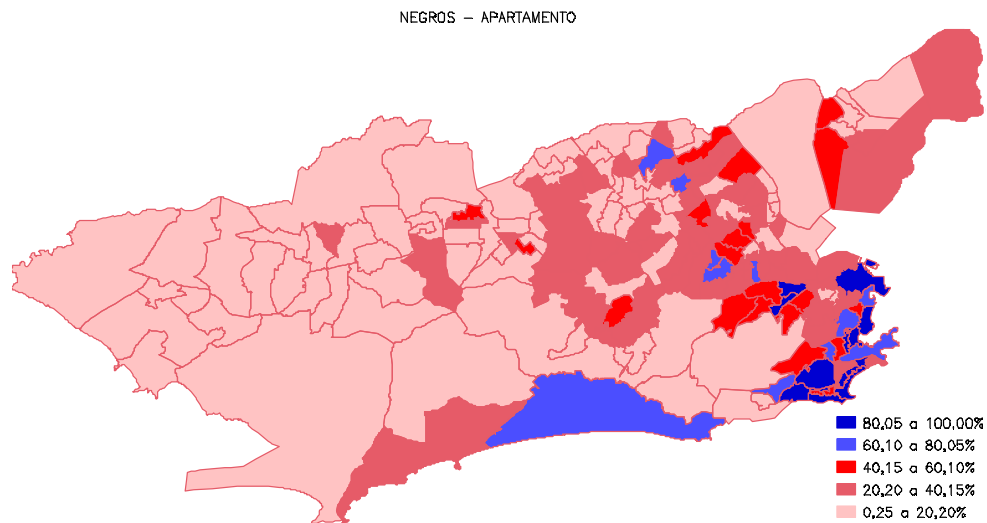 NEGROS – APARTAMENTO
80,05 a 100,00%
60,10 a 80,05%
40,15 a 60,10%
20,20 a 40,15%
0,25 a 20,20%